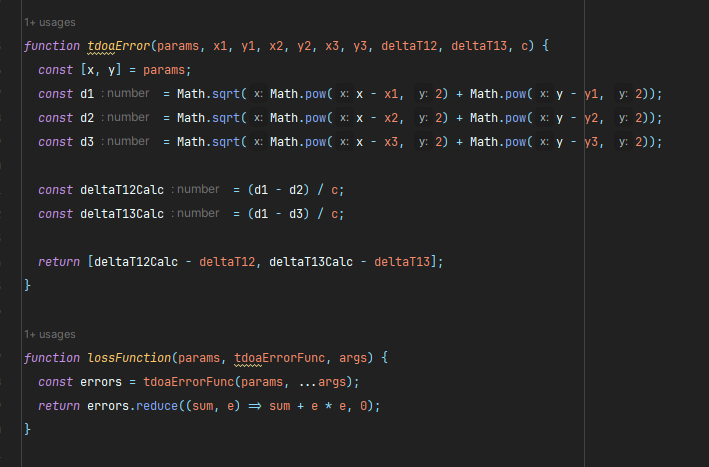 1+ usages
function tdoaError(params, x1, y1, x2, y2, x3, y3, deltaT12, deltaT13, c) {
const [x, y] = params;
const d1 : number = Math.sqrt( x: Math.pow( x: x - x1, y: 2) + Math.pow( x: y - y1, y: 2));
const d2 : number = Math.sqrt( x: Math.pow( x: x - x2, y: 2) + Math.pow( x: y - y2, y: 2));
const d3 : number = Math.sqrt( x: Math.pow( x: x - x3, y: 2) + Math.pow( x: y - y3, y: 2));
const deltaT12Calc : number = (d1 - d2) / c;
const deltaT13Calc : number = (d1 - d3) / c;
return [deltaT12Calc - deltaT12, deltaT13Calc - deltaT13];
}
1+ usages
function lossFunction(params, tdoaErrorFunc, args) {
const errors = tdoaErrorFunc(params, ...args);
return errors.reduce((sum, e) => sum + e * e, 0);
}